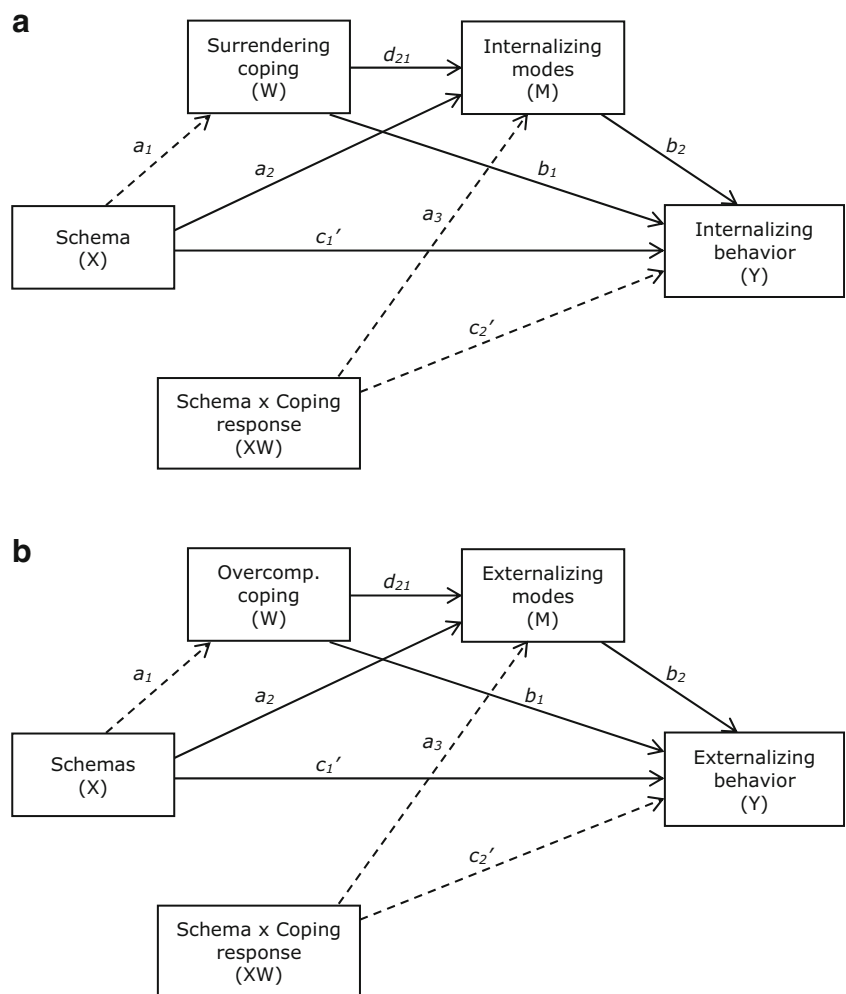 a
Surrendering
coping
(W)
d21
Internalizing
modes
(M)
a1
a2
b1
b2
a3
Schema
(X)
c1′
Internalizing
behavior
(Y)
c2′
Schema x Coping
response
(XW)
b
Overcomp.
coping
(W)
d21
Externalizing
modes
(M)
a1
a2
b1
b2
a3
Schemas
(X)
c1′
Externalizing
behavior
(Y)
c2′
Schema x Coping
response
(XW)